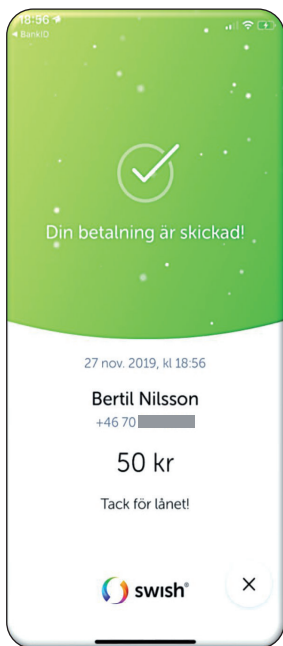 18:56
◀ BankID
Din betalning är skickad!
27 nov. 2019, kl 18:56
Bertil Nilsson
+46 70
50 kr
Tack för lånet!
swish®